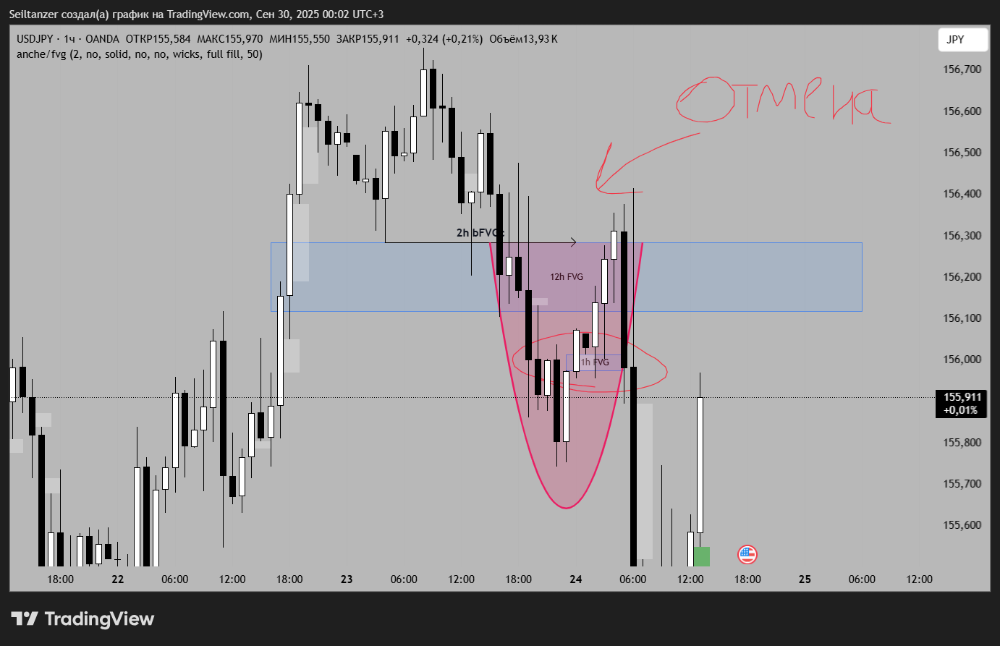 Seiltanzer создал(а) график на TradingView.com, Сен 30, 2025 00:02 UTC+3
USDJPY · 1ч · OANDA ОТКР155,584 МАКС155,970 МИН155,550 ЗАКР155,911 +0,324 (+0,21%) Объём13,93 K
anche/fvg (2, no, solid, no, no, wicks, full fill, 50)
JPY
156,700
Отмена
156,600
156,500
156,400
2h bFVGc
156,300
12h FVG
156,200
156,100
1h FVG
156,000
155,911
+0,01%
155,800
155,700
155,600
18:00 22 06:00 12:00 18:00 23 06:00 12:00 18:00 24 06:00 12:00 18:00 25 06:00 12:00
TradingView